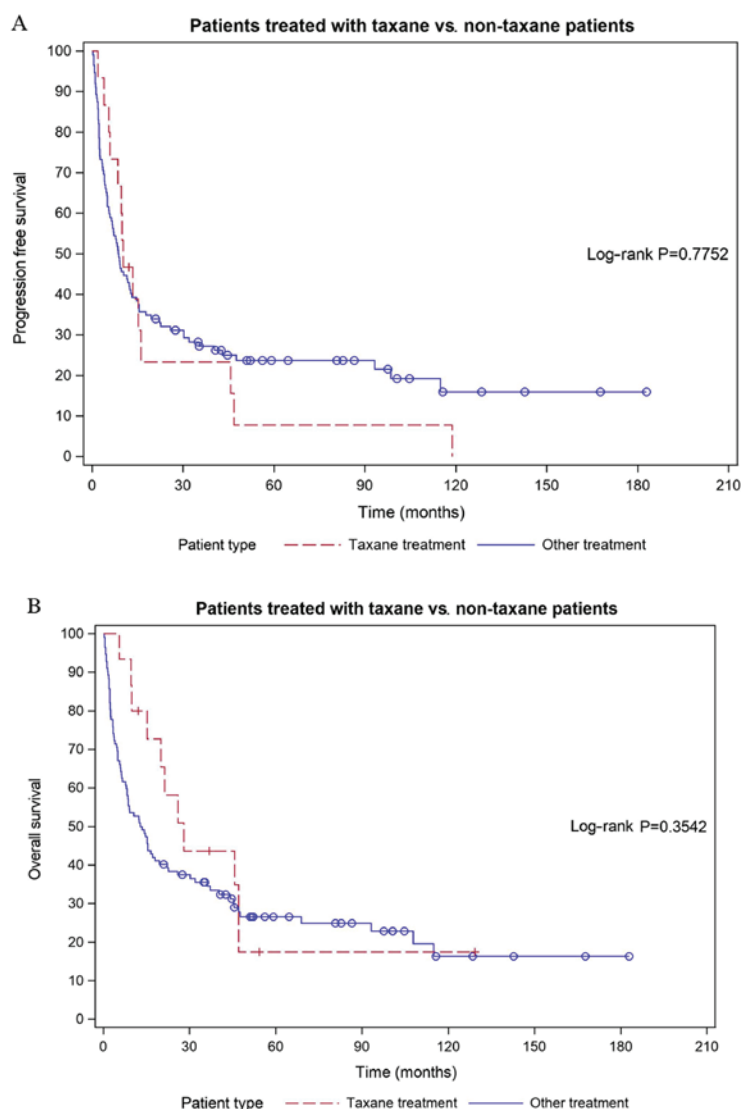 A
Patients treated with taxane vs. non-taxane patients
100
90
80
70
60
50
40
30
20
10
0
Progression free survival
Log-rank P=0.7752
0 30 60 90 120 150 180 210
Time (months)
Patient type Taxane treatment Other treatment
B
Patients treated with taxane vs. non-taxane patients
100
90
80
70
60
50
40
30
20
10
0
Overall survival
Log-rank P=0.3542
0 30 60 90 120 150 180 210
Time (months)
Patient type Taxane treatment Other treatment